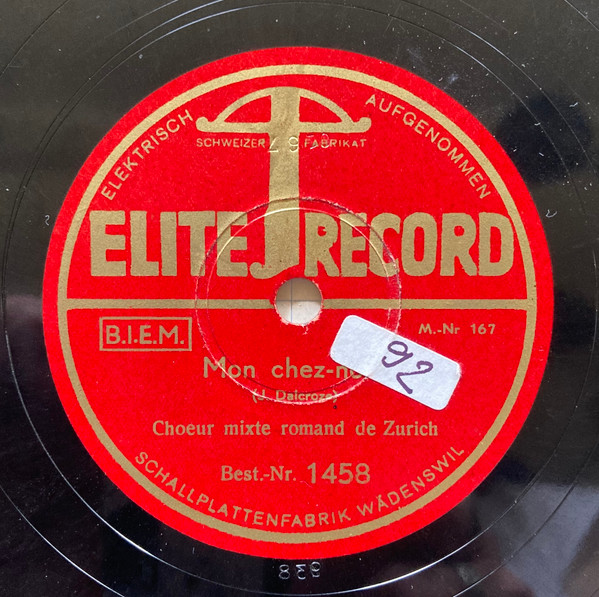 ELEKTRISCH AUFGENOMMEN
SCHWEIZER FABRIKAT
ELITE RECORD
B.I.E.M.
M.-Nr 167
Mon chez-
92
(J. Dalcroze)
Choeur mixte romand de Zurich
Best.-Nr. 1458
SCHALLPLATTENFABRIK WÄDENSWIL